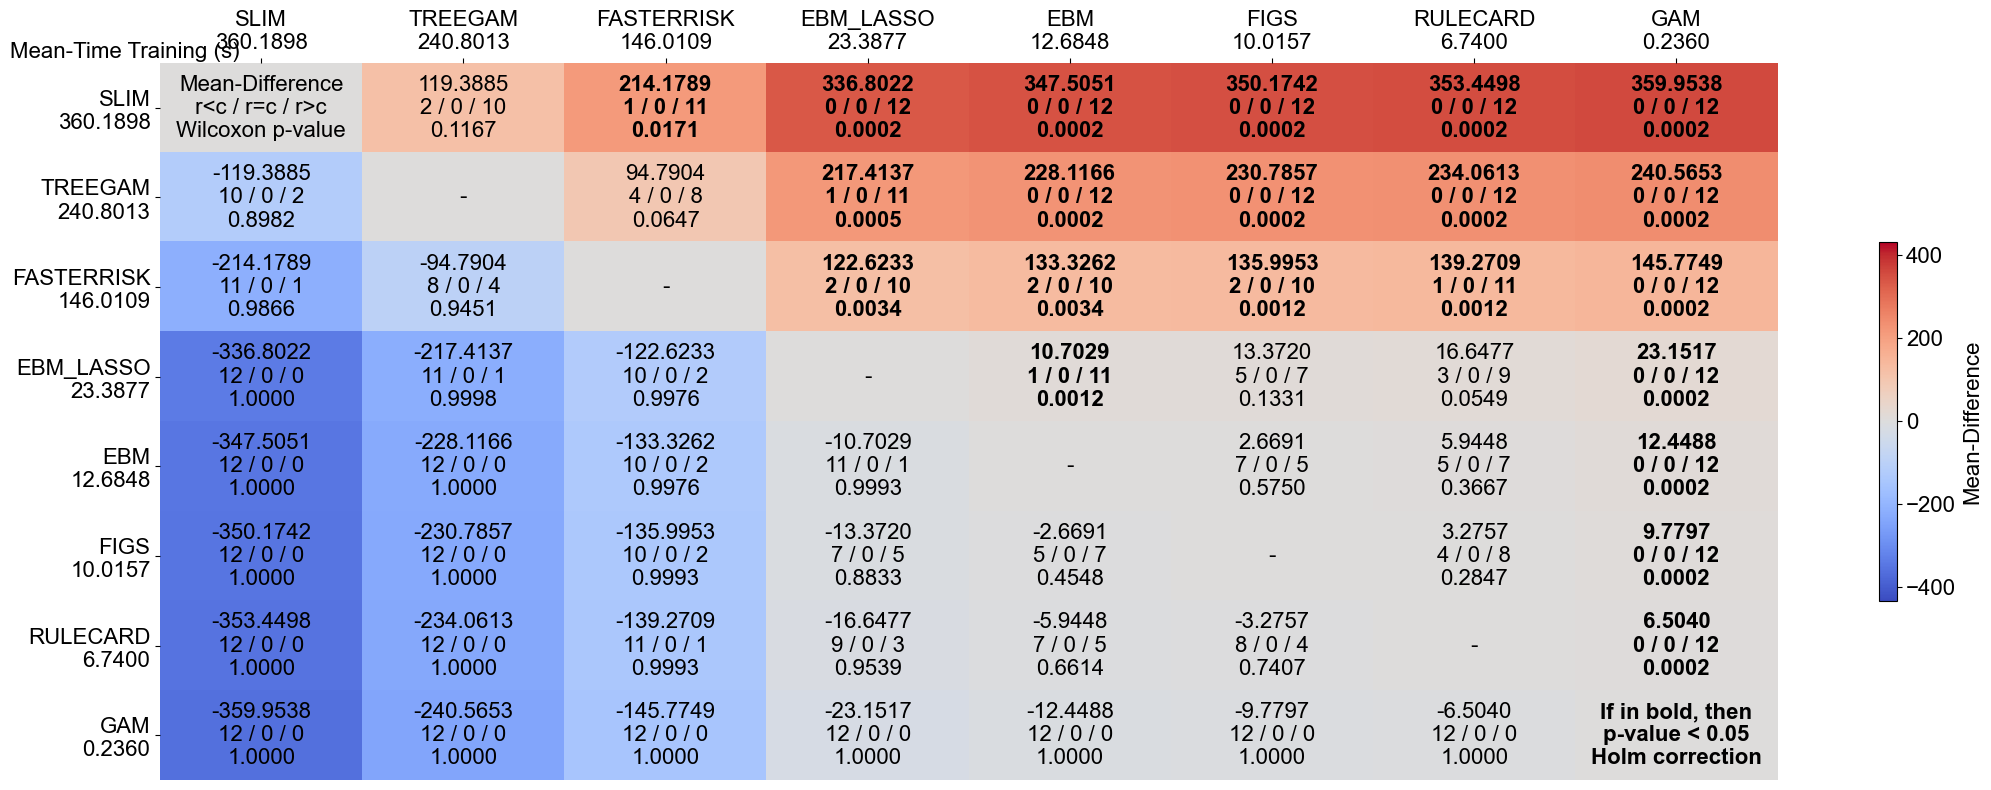 SLIM TREEGAM FASTERRISK EBM_LASSO EBM FIGS RULECARD GAM
360.1898 240.8013 146.0109 23.3877 12.6848 10.0157 6.7400 0.2360
Mean-Time Training (s)
Mean-Difference 119.3885 214.1789 336.8022 347.5051 350.1742 353.4498 359.9538
SLIM r<c / r=c / r>c 2 / 0 / 10 1 / 0 / 11 0 / 0 / 12 0 / 0 / 12 0 / 0 / 12 0 / 0 / 12 0 / 0 / 12
360.1898 Wilcoxon p-value 0.1167 0.0171 0.0002 0.0002 0.0002 0.0002 0.0002
-119.3885 94.7904 217.4137 228.1166 230.7857 234.0613 240.5653
TREEGAM 10 / 0 / 2 - 4 / 0 / 8 1 / 0 / 11 0 / 0 / 12 0 / 0 / 12 0 / 0 / 12 0 / 0 / 12
240.8013 0.8982 0.0647 0.0005 0.0002 0.0002 0.0002 0.0002
-214.1789 -94.7904 122.6233 133.3262 135.9953 139.2709 145.7749
FASTERRISK 11 / 0 / 1 8 / 0 / 4 - 2 / 0 / 10 2 / 0 / 10 2 / 0 / 10 1 / 0 / 11 0 / 0 / 12
146.0109 0.9866 0.9451 0.0034 0.0034 0.0012 0.0012 0.0002
-336.8022 -217.4137 -122.6233 10.7029 13.3720 16.6477 23.1517
EBM_LASSO 12 / 0 / 0 11 / 0 / 1 10 / 0 / 2 - 1 / 0 / 11 5 / 0 / 7 3 / 0 / 9 0 / 0 / 12
23.3877 1.0000 0.9998 0.9976 0.0012 0.1331 0.0549 0.0002
-347.5051 -228.1166 -133.3262 -10.7029 2.6691 5.9448 12.4488
EBM 12 / 0 / 0 12 / 0 / 0 10 / 0 / 2 11 / 0 / 1 - 7 / 0 / 5 5 / 0 / 7 0 / 0 / 12
12.6848 1.0000 1.0000 0.9976 0.9993 0.5750 0.3667 0.0002
-350.1742 -230.7857 -135.9953 -13.3720 -2.6691 3.2757 9.7797
FIGS 12 / 0 / 0 12 / 0 / 0 10 / 0 / 2 7 / 0 / 5 5 / 0 / 7 - 4 / 0 / 8 0 / 0 / 12
10.0157 1.0000 1.0000 0.9993 0.8833 0.4548 0.2847 0.0002
-353.4498 -234.0613 -139.2709 -16.6477 -5.9448 -3.2757 6.5040
RULECARD 12 / 0 / 0 12 / 0 / 0 11 / 0 / 1 9 / 0 / 3 7 / 0 / 5 8 / 0 / 4 - 0 / 0 / 12
6.7400 1.0000 1.0000 0.9993 0.9539 0.6614 0.7407 0.0002
-359.9538 -240.5653 -145.7749 -23.1517 -12.4488 -9.7797 -6.5040 If in bold, then
GAM 12 / 0 / 0 12 / 0 / 0 12 / 0 / 0 12 / 0 / 0 12 / 0 / 0 12 / 0 / 0 12 / 0 / 0 p-value < 0.05
0.2360 1.0000 1.0000 1.0000 1.0000 1.0000 1.0000 1.0000 Holm correction
400
200
0
−200
−400
Mean-Difference